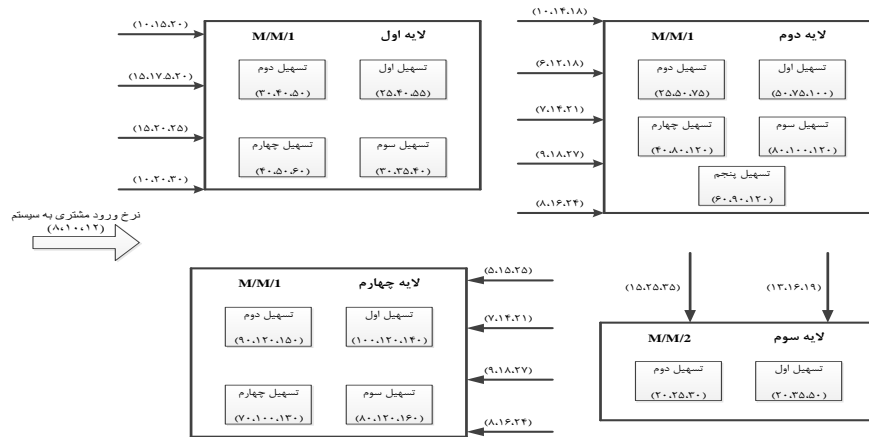 (۱۰،۱۵،۲۰)
(۱۵،۱۷.۵،۲۰)
(۱۵،۲۰،۲۵)
(۱۰،۲۰،۳۰)
لایه اول
M/M/1
تسهیل اول
(۲۵،۴۰،۵۵)
تسهیل دوم
(۳۰،۴۰،۵۰)
تسهیل سوم
(۳۰،۳۵،۴۰)
تسهیل چهارم
(۴۰،۵۰،۶۰)
(۱۰،۱۴،۱۸)
(۶،۱۲،۱۸)
(۷،۱۴،۲۱)
(۹،۱۸،۲۷)
(۸،۱۶،۲۴)
لایه دوم
M/M/1
تسهیل اول
(۵۰،۷۵،۱۰۰)
تسهیل دوم
(۲۵،۵۰،۷۵)
تسهیل سوم
(۸۰،۱۰۰،۱۲۰)
تسهیل چهارم
(۴۰،۸۰،۱۲۰)
تسهیل پنجم
(۶۰،۹۰،۱۲۰)
نرخ ورود مشتری به سیستم
(۸،۱۰،۱۲)
(۱۵،۲۵،۳۵)
(۱۳،۱۶،۱۹)
لایه سوم
M/M/2
تسهیل اول
(۲۰،۳۵،۵۰)
تسهیل دوم
(۲۰،۲۵،۳۰)
(۵،۱۵،۲۵)
(۷،۱۴،۲۱)
(۹،۱۸،۲۷)
(۸،۱۶،۲۴)
لایه چهارم
M/M/1
تسهیل اول
(۱۰۰،۱۲۰،۱۴۰)
تسهیل دوم
(۹۰،۱۲۰،۱۵۰)
تسهیل سوم
(۸۰،۱۲۰،۱۶۰)
تسهیل چهارم
(۷۰،۱۰۰،۱۳۰)